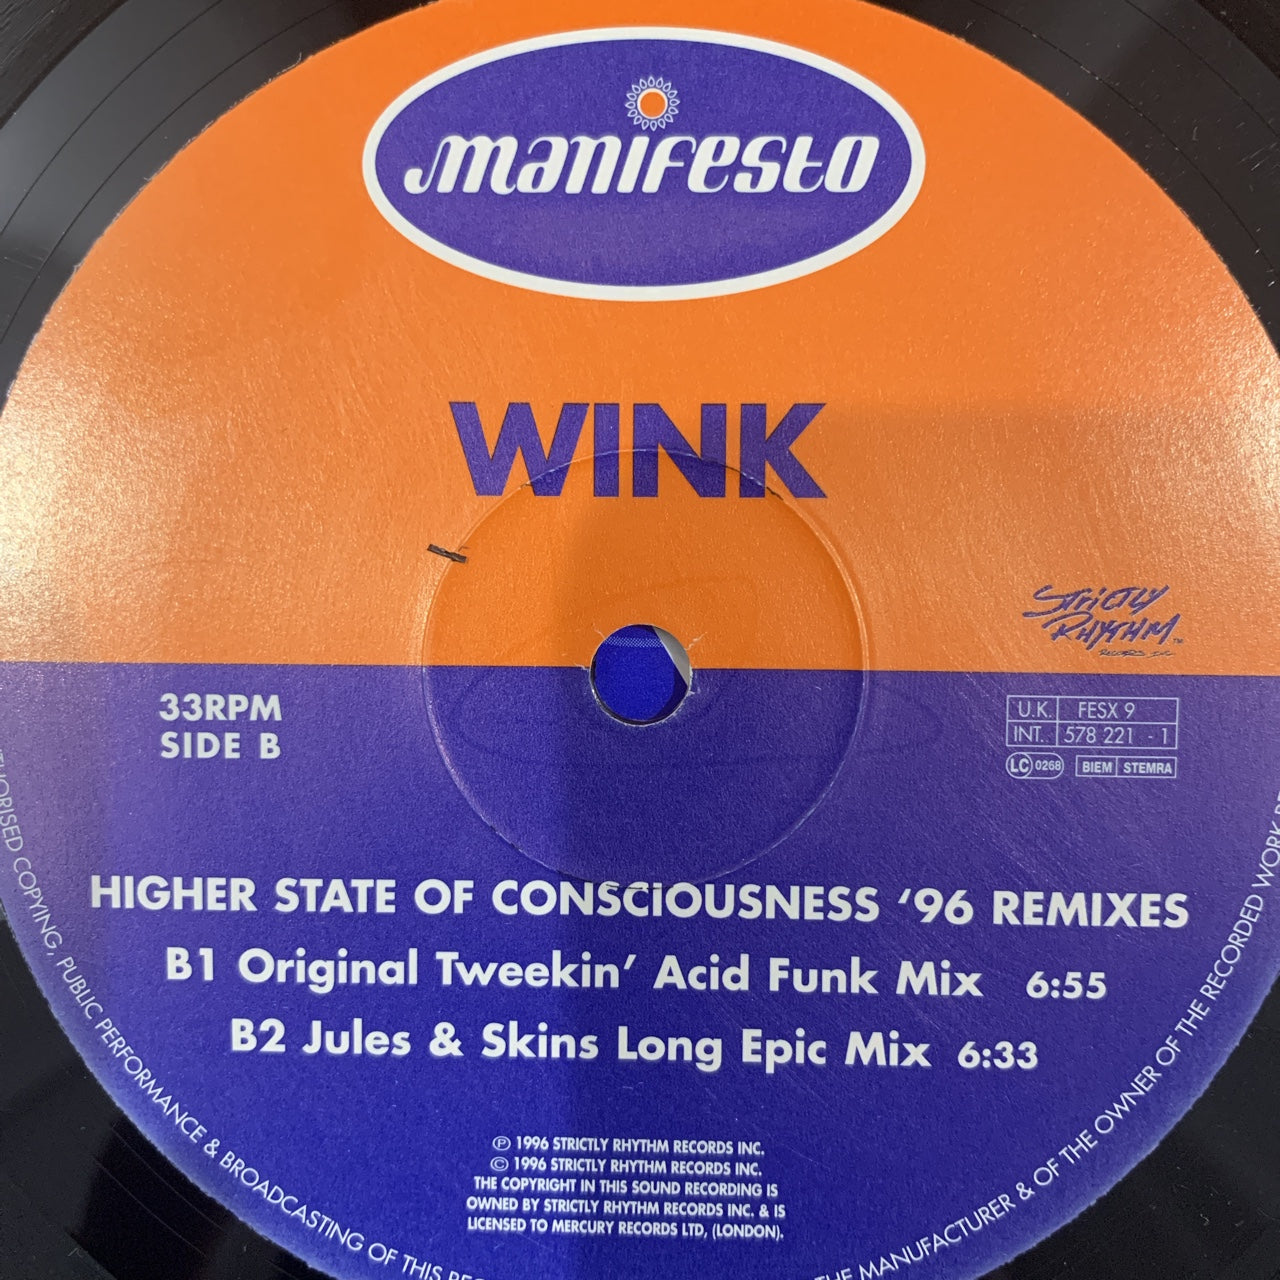 manifesto
WINK
STRICTLY
RHYTHM™
RECORDS INC
33RPM
SIDE B
U.K. FESX 9
INT. 578 221 - 1
LC 0268 BIEM STEMRA
HIGHER STATE OF CONSCIOUSNESS ‘96 REMIXES
B1 Original Tweekin’ Acid Funk Mix 6:55
B2 Jules & Skins Long Epic Mix 6:33
℗ 1996 STRICTLY RHYTHM RECORDS INC.
© 1996 STRICTLY RHYTHM RECORDS INC.
THE COPYRIGHT IN THIS SOUND RECORDING IS
OWNED BY STRICTLY RHYTHM RECORDS INC. & IS
LICENSED TO MERCURY RECORDS LTD, (LONDON).
COPYING, PUBLIC PERFORMANCE & BROADCASTING OF THIS
THE MANUFACTURER & OF THE OWNER OF THE RECORDED WORK